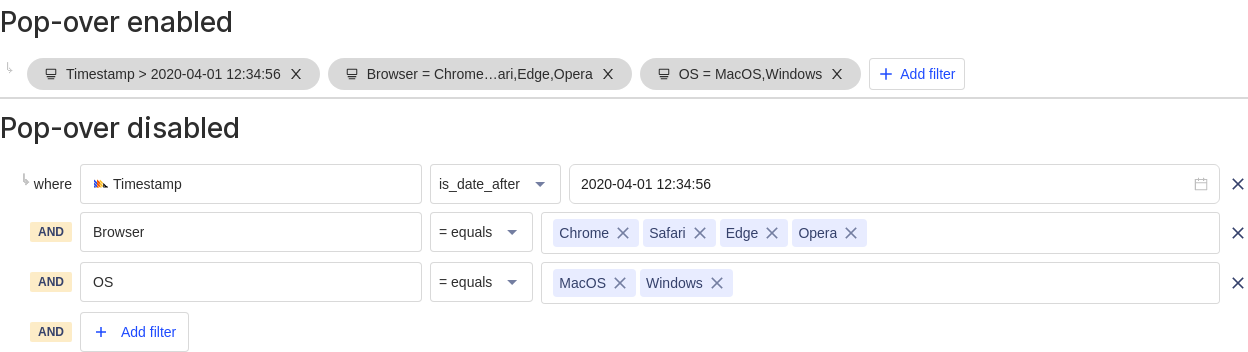 Pop-over enabled
Timestamp > 2020-04-01 12:34:56 Browser = Chrome…ari,Edge,Opera OS = MacOS,Windows Add filter
Pop-over disabled
where Timestamp is_date_after 2020-04-01 12:34:56
AND Browser = equals Chrome Safari Edge Opera
AND OS = equals MacOS Windows
AND Add filter